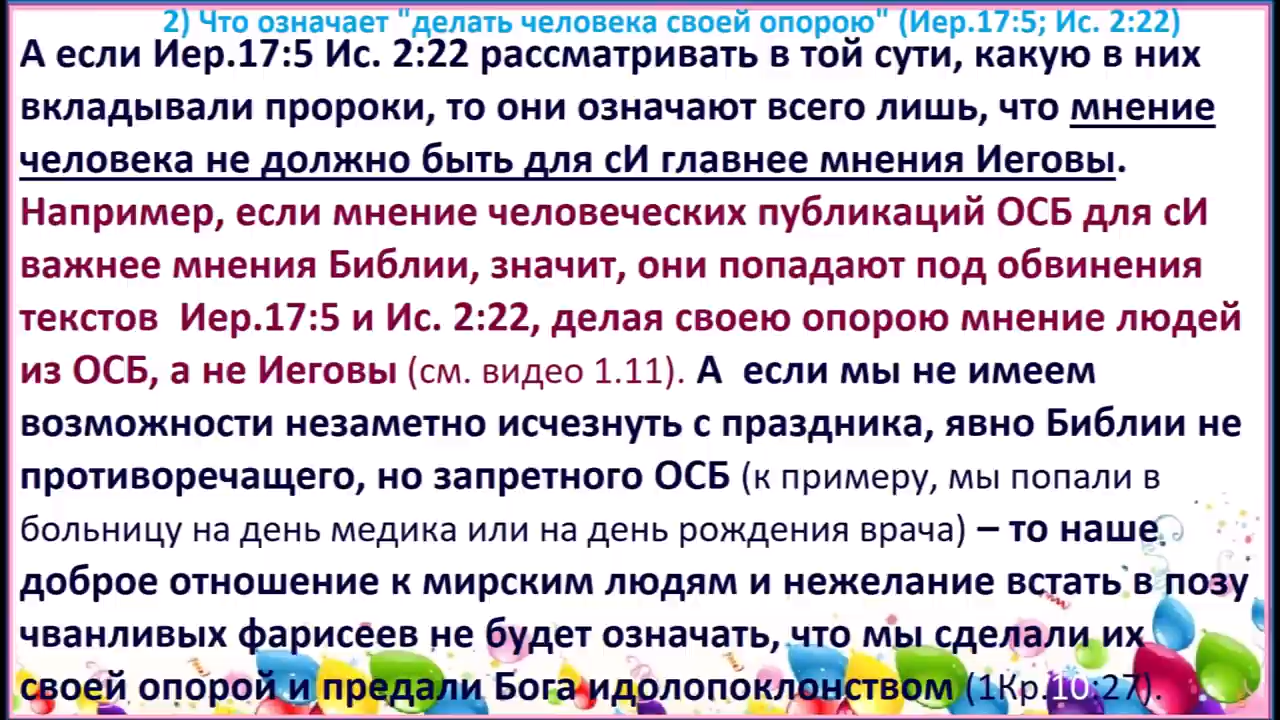 2) Что означает "делать человека своей опорою" (Иер.17:5; Ис. 2:22)
А если Иер.17:5 Ис. 2:22 рассматривать в той сути, какую в них
вкладывали пророки, то они означают всего лишь, что мнение
человека не должно быть для сИ главнее мнения Иеговы.
Например, если мнение человеческих публикаций ОСБ для сИ
важнее мнения Библии, значит, они попадают под обвинения
текстов Иер.17:5 и Ис. 2:22, делая своею опорою мнение людей
из ОСБ, а не Иеговы (см. видео 1.11). А если мы не имеем
возможности незаметно исчезнуть с праздника, явно Библии не
противоречащего, но запретного ОСБ (к примеру, мы попали в
больницу на день медика или на день рождения врача) – то наше
доброе отношение к мирским людям и нежелание встать в позу
чванливых фарисеев не будет означать, что мы сделали их
своей опорой и предали Бога идолопоклонством (1Кр.10:27).